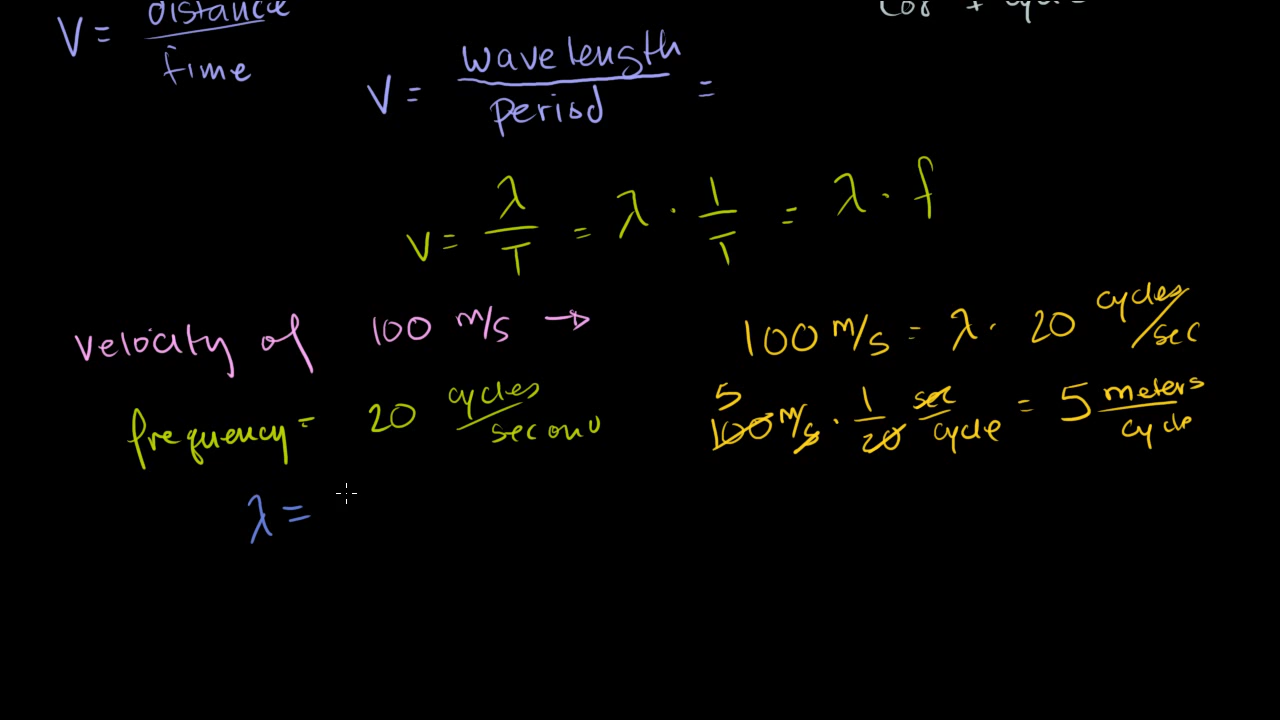 V = distance / time
V = wavelength / period =
v = λ / T = λ · 1 / T = λ · f
velocity of 100 m/s →
frequency = 20 cycles / second
λ =
100 m/s = λ · 20 cycles / sec
5
100 m/s · 1 / 20 sec / cycle = 5 meters / cycle